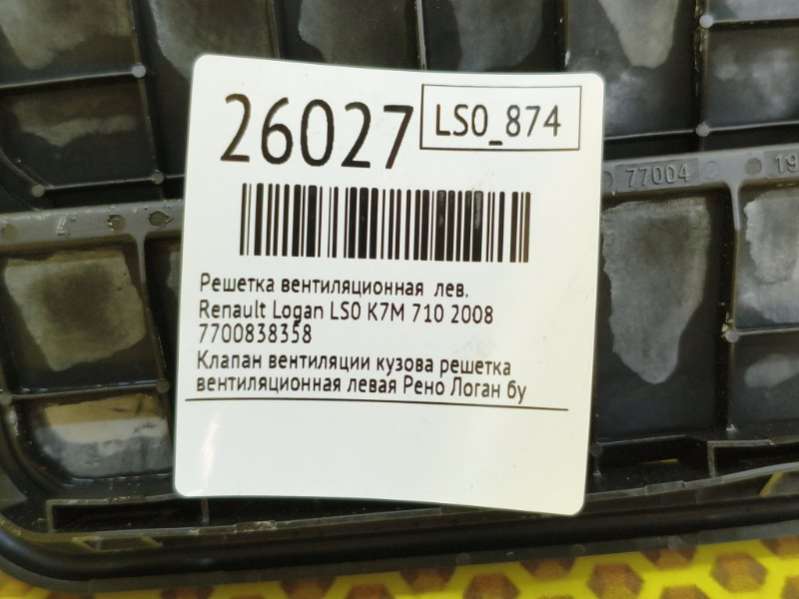 26027
LS0_874
Решетка вентиляционная лев.
Renault Logan LS0 K7M 710 2008
7700838358
Клапан вентиляции кузова решетка
вентиляционная левая Рено Логан бу
77004
19